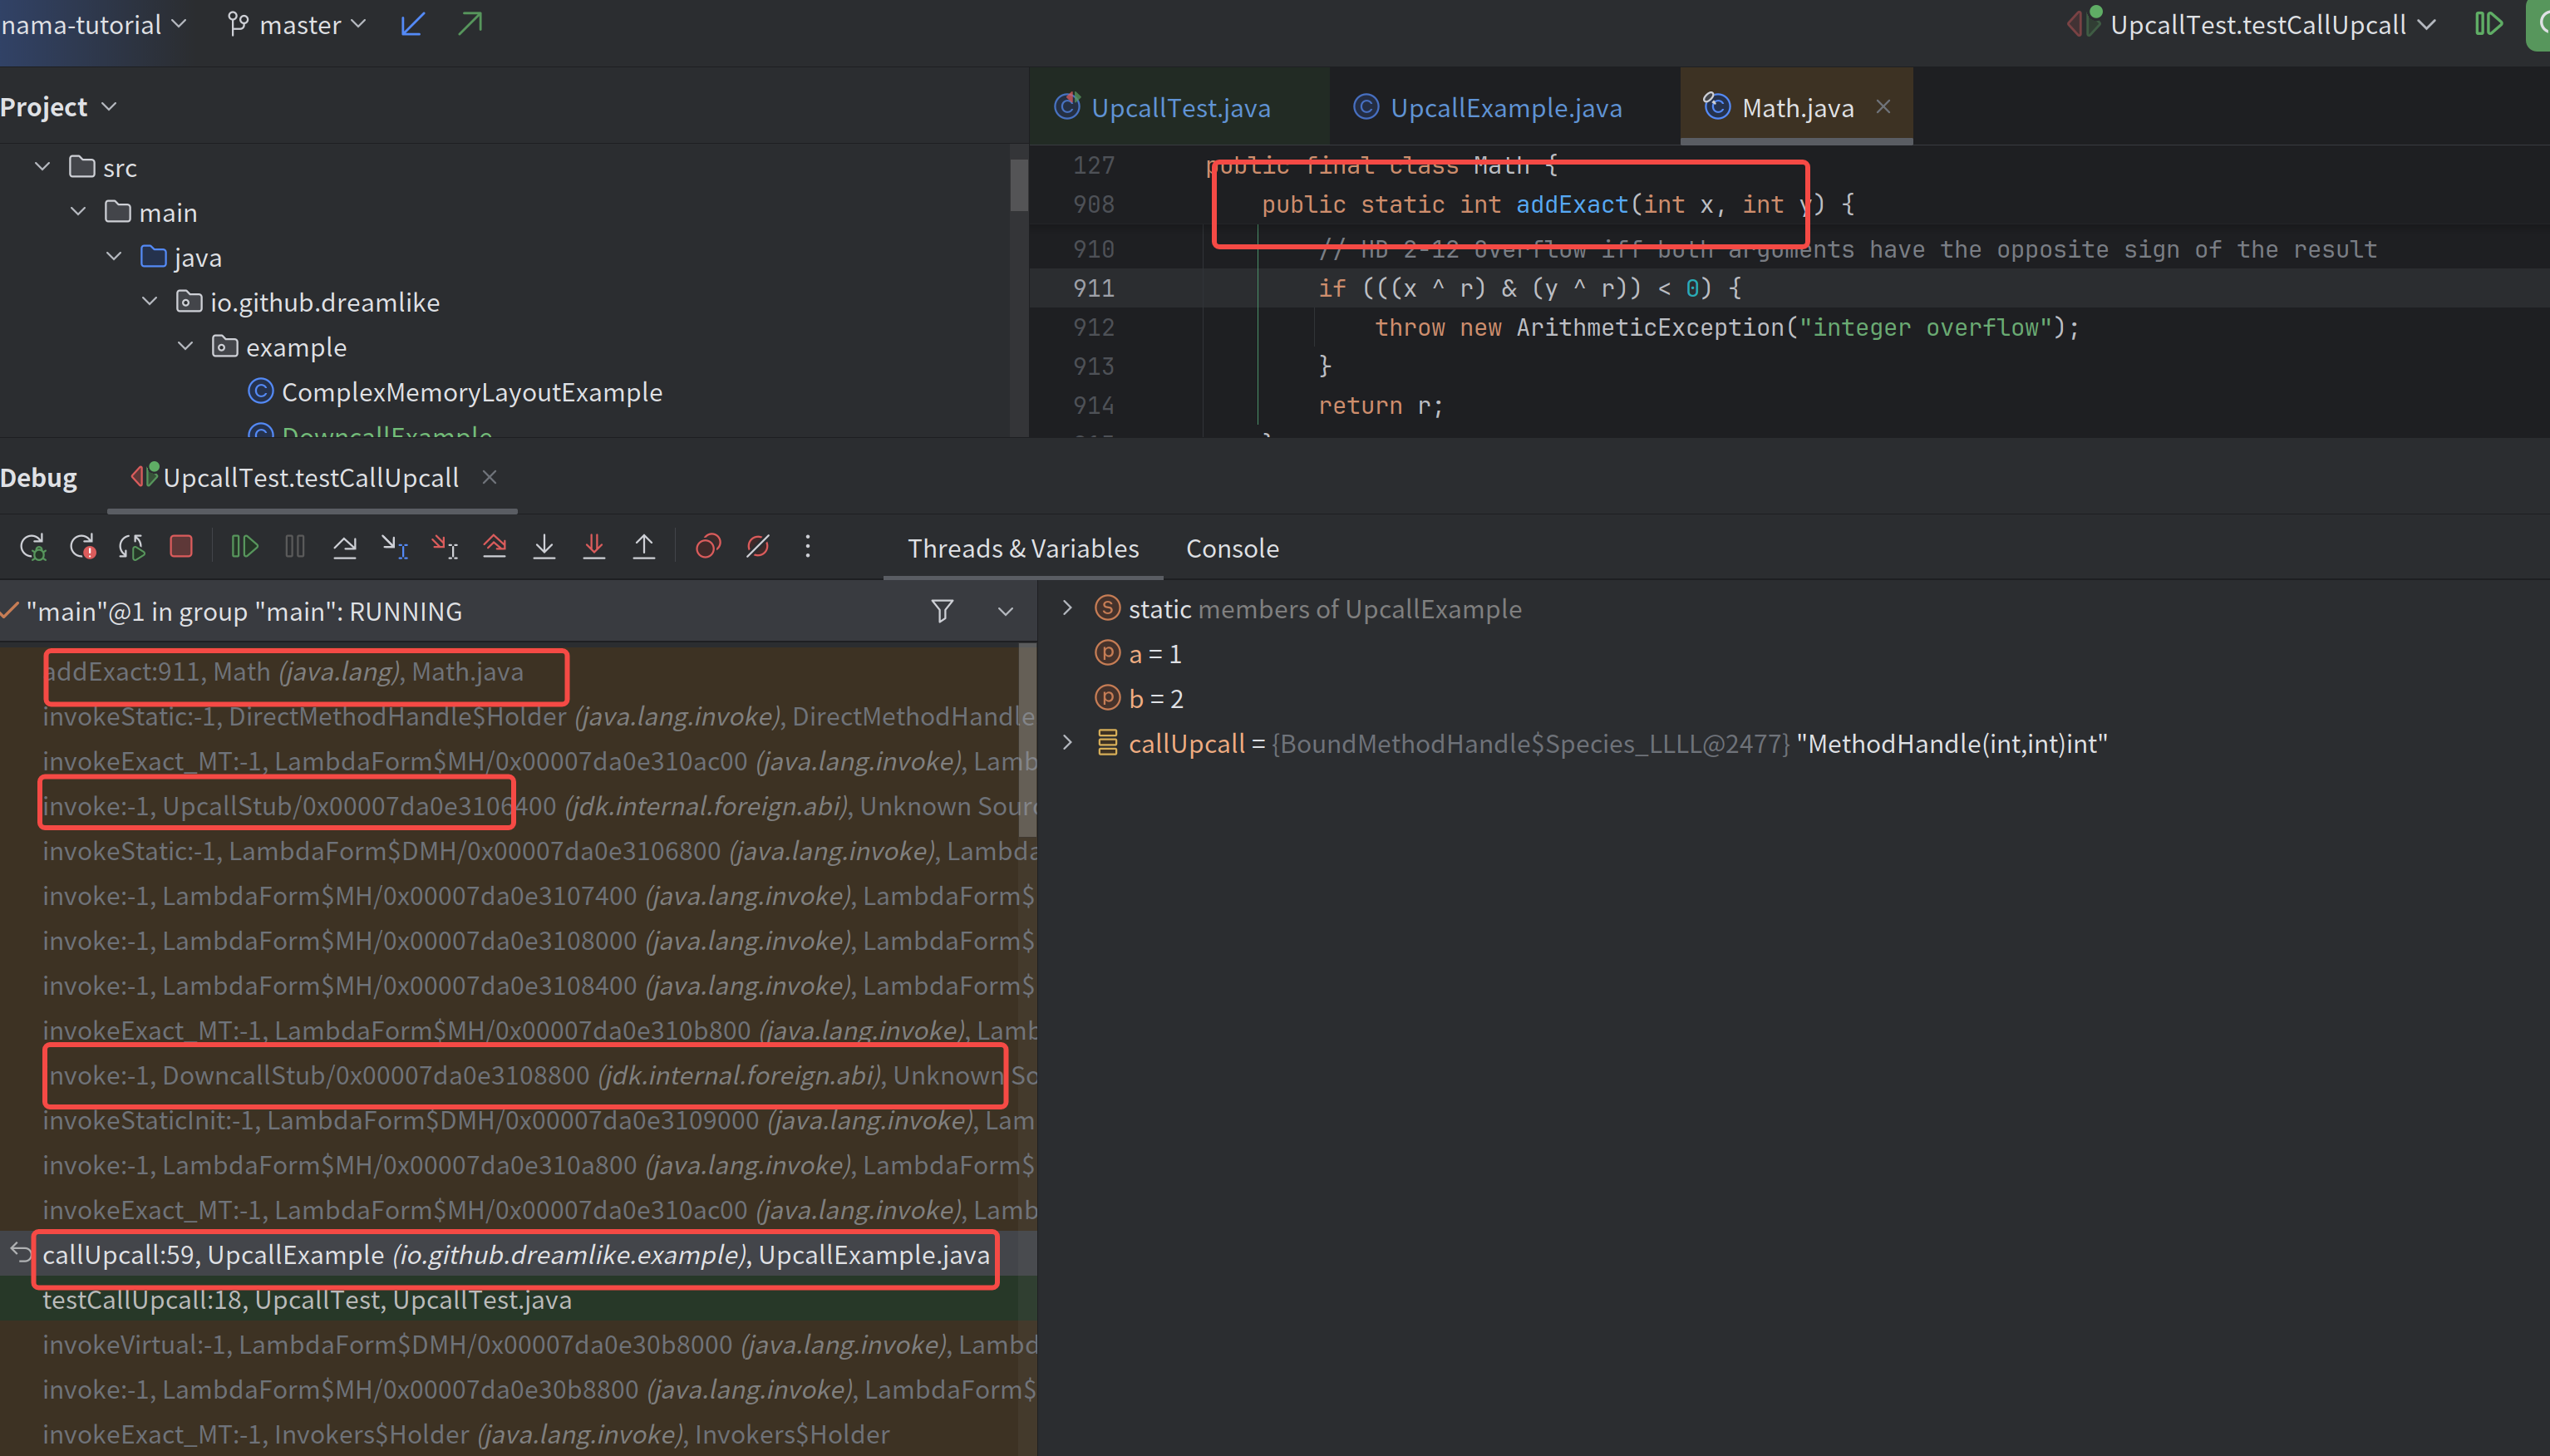 nama-tutorial
master
UpcallTest.testCallUpcall
Project
src
main
java
io.github.dreamlike
example
ComplexMemoryLayoutExample
DowncallExample
UpcallTest.java
UpcallExample.java
Math.java
127 public final class Math {
908 public static int addExact(int x, int y) {
910 // HD 2-12 Overflow iff both arguments have the opposite sign of the result
911 if (((x ^ r) & (y ^ r)) < 0) {
912 throw new ArithmeticException("integer overflow");
913 }
914 return r;
Debug
UpcallTest.testCallUpcall
Threads & Variables
Console
"main"@1 in group "main": RUNNING
addExact:911, Math (java.lang), Math.java
invokeStatic:-1, DirectMethodHandle$Holder (java.lang.invoke), DirectMethodHandle
invokeExact_MT:-1, LambdaForm$MH/0x00007da0e310ac00 (java.lang.invoke), Lamb
invoke:-1, UpcallStub/0x00007da0e3106400 (jdk.internal.foreign.abi), Unknown Sour
invokeStatic:-1, LambdaForm$DMH/0x00007da0e3106800 (java.lang.invoke), Lambda
invoke:-1, LambdaForm$MH/0x00007da0e3107400 (java.lang.invoke), LambdaForm$
invoke:-1, LambdaForm$MH/0x00007da0e3108000 (java.lang.invoke), LambdaForm$
invoke:-1, LambdaForm$MH/0x00007da0e3108400 (java.lang.invoke), LambdaForm$
invokeExact_MT:-1, LambdaForm$MH/0x00007da0e310b800 (java.lang.invoke), Lamb
nvoke:-1, DowncallStub/0x00007da0e3108800 (jdk.internal.foreign.abi), Unknown So
invokeStaticInit:-1, LambdaForm$DMH/0x00007da0e3109000 (java.lang.invoke), Lam
invoke:-1, LambdaForm$MH/0x00007da0e310a800 (java.lang.invoke), LambdaForm$
invokeExact_MT:-1, LambdaForm$MH/0x00007da0e310ac00 (java.lang.invoke), Lamb
callUpcall:59, UpcallExample (io.github.dreamlike.example), UpcallExample.java
testCallUpcall:18, UpcallTest, UpcallTest.java
invokeVirtual:-1, LambdaForm$DMH/0x00007da0e30b8000 (java.lang.invoke), Lambd
invoke:-1, LambdaForm$MH/0x00007da0e30b8800 (java.lang.invoke), LambdaForm$
invokeExact_MT:-1, Invokers$Holder (java.lang.invoke), Invokers$Holder
static members of UpcallExample
a = 1
b = 2
callUpcall = {BoundMethodHandle$Species_LLLL@2477} "MethodHandle(int,int)int"